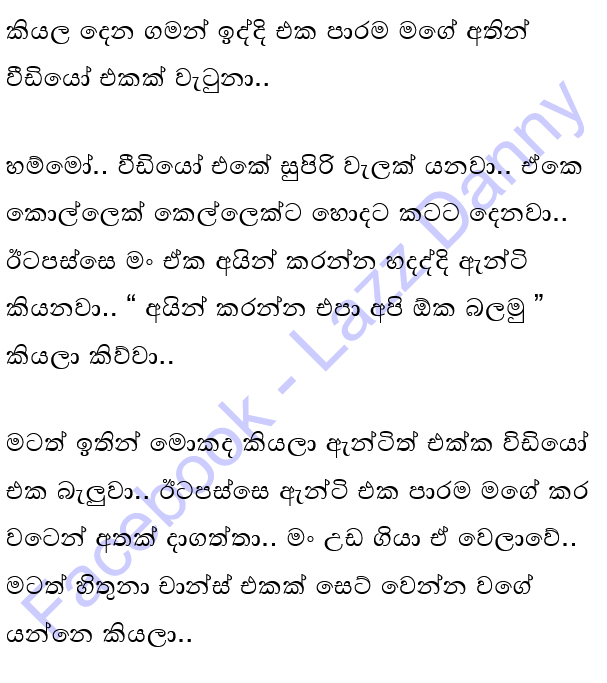 කියල දෙන ගමන් ඉද්දි එක පාරම මගේ අතින්
වීඩියෝ එකක් වැටුනා..
හම්මෝ.. වීඩියෝ එකේ සුපිරි වැලක් යනවා.. ඒකෙ
කොල්ලෙක් කෙල්ලෙක්ට හොදට කටට දෙනවා..
ඊටපස්සෙ මං ඒක අයින් කරන්න හදද්දි ඇන්ටි
කියනවා.. “ අයින් කරන්න එපා අපි ඕක බලමු ”
කියලා කිව්වා..
මටත් ඉතින් මොකද කියලා ඇන්ටිත් එක්ක විඩියෝ
එක බැලුවා.. ඊටපස්සෙ ඇන්ටි එක පාරම මගේ කර
වටෙන් අතක් දාගත්තා.. මං උඩ ගියා ඒ වෙලාවේ..
මටත් හිතුනා චාන්ස් එකක් සෙට් වෙන්න වගේ
යන්නෙ කියලා..
Facebook - Lazz Danny